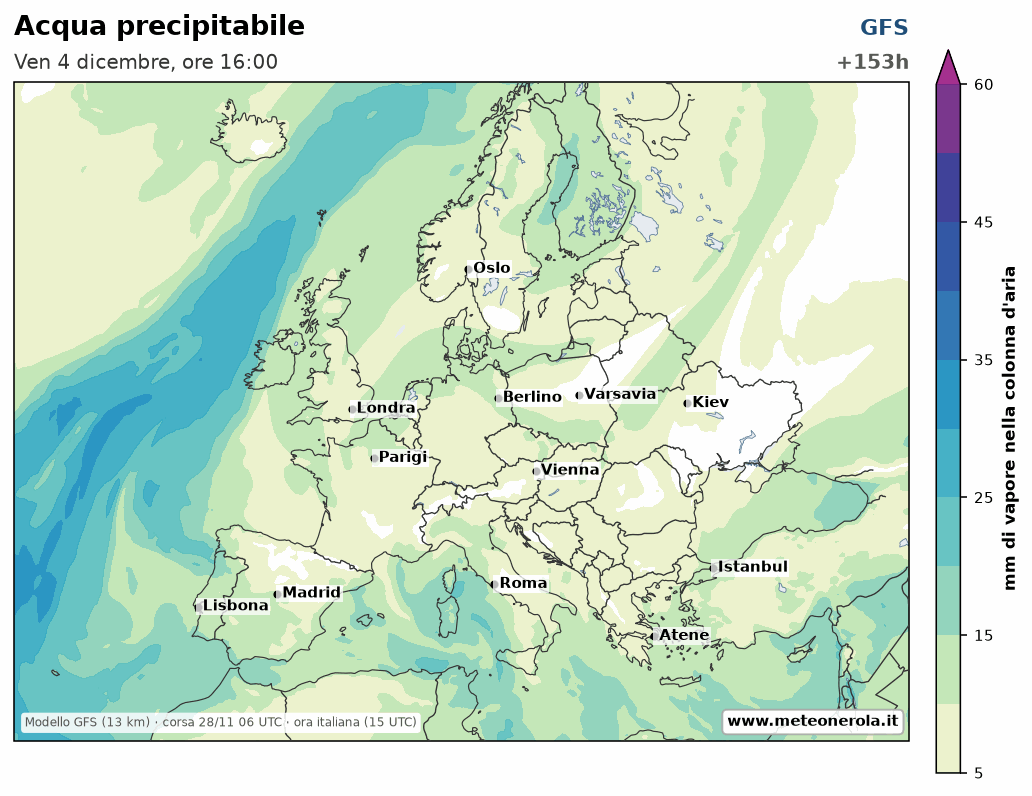 Acqua precipitabile
GFS
Ven 4 dicembre, ore 16:00
+153h
60
45
35
25
15
5
mm di vapore nella colonna d'aria
Oslo
Londra
Berlino
Varsavia
Kiev
Parigi
Vienna
Istanbul
Roma
Madrid
Lisbona
Atene
Modello GFS (13 km) · corsa 28/11 06 UTC · ora italiana (15 UTC)
www.meteonerola.it